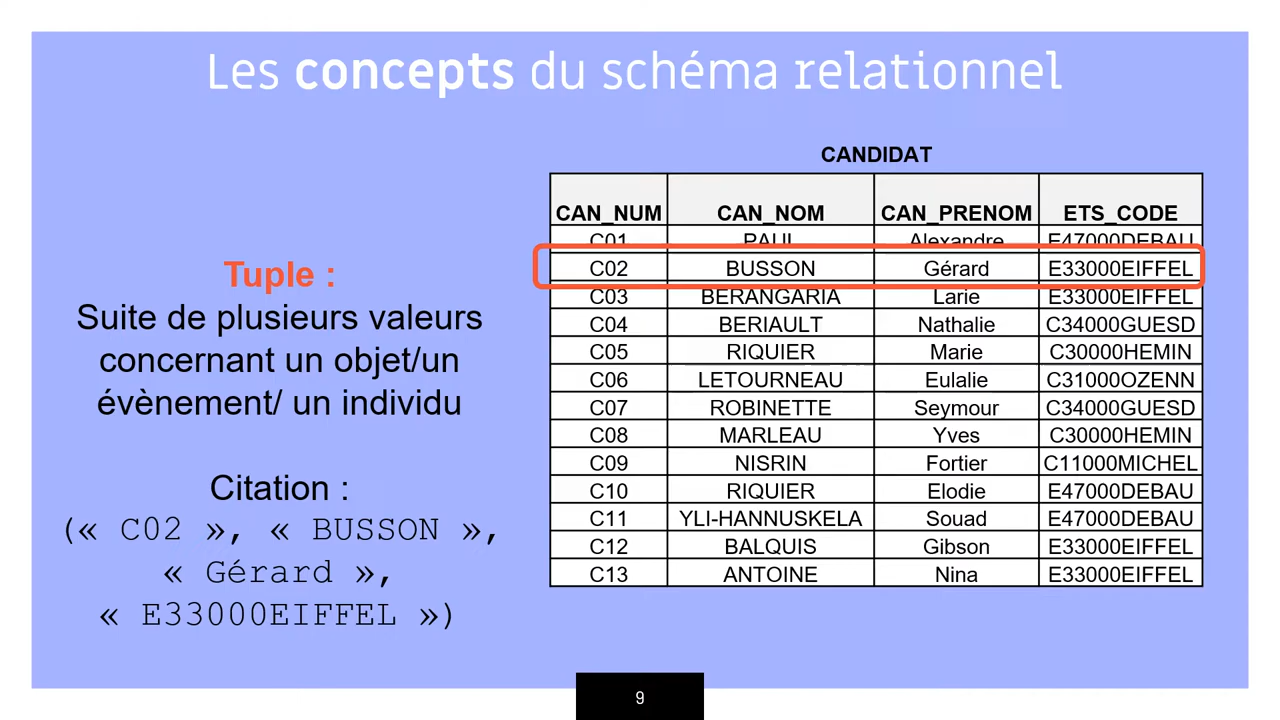 Les concepts du schéma relationnel
Tuple :
Suite de plusieurs valeurs
concernant un objet/un
évènement/ un individu
Citation :
(« C02 », « BUSSON »,
« Gérard »,
« E33000EIFFEL »)
CANDIDAT
CAN_NUM CAN_NOM CAN_PRENOM ETS_CODE
C01 PAUL Alexandre E47000DEBAU
C02 BUSSON Gérard E33000EIFFEL
C03 BERANGARIA Larie E33000EIFFEL
C04 BERIAULT Nathalie C34000GUESD
C05 RIQUIER Marie C30000HEMIN
C06 LETOURNEAU Eulalie C31000OZENN
C07 ROBINETTE Seymour C34000GUESD
C08 MARLEAU Yves C30000HEMIN
C09 NISRIN Fortier C11000MICHEL
C10 RIQUIER Elodie E47000DEBAU
C11 YLI-HANNUSKELA Souad E47000DEBAU
C12 BALQUIS Gibson E33000EIFFEL
C13 ANTOINE Nina E33000EIFFEL
9